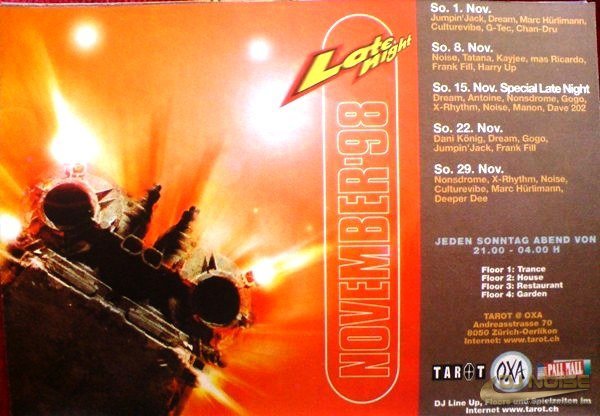 Late Night
NOVEMBER'98
So. 1. Nov.
Jumpin'Jack, Dream, Marc Hürlimann,
Culturevibe, G-Tec, Chan-Dru
So. 8. Nov.
Noise, Tatana, Kayjee, mas Ricardo,
Frank Fill, Harry Up
So. 15. Nov. Special Late Night
Dream, Antoine, Nonsdrome, Gogo,
X-Rhythm, Noise, Manon, Dave 202
So. 22. Nov.
Dani König, Dream, Gogo,
Jumpin'Jack, Frank Fill
So. 29. Nov.
Nonsdrome, X-Rhythm, Noise,
Culturevibe, Marc Hürlimann,
Deeper Dee
JEDEN SONNTAG ABEND VON
21.00 - 04.00 H
Floor 1: Trance
Floor 2: House
Floor 3: Restaurant
Floor 4: Garden
TAROT @ OXA
Andreasstrasse 70
8050 Zürich-Oerlikon
Internet: www.tarot.ch
TAROT OXA PALL MALL
NOISE
DJ Line Up, Floors und Spielzeiten im
Internet www.tarot.ch